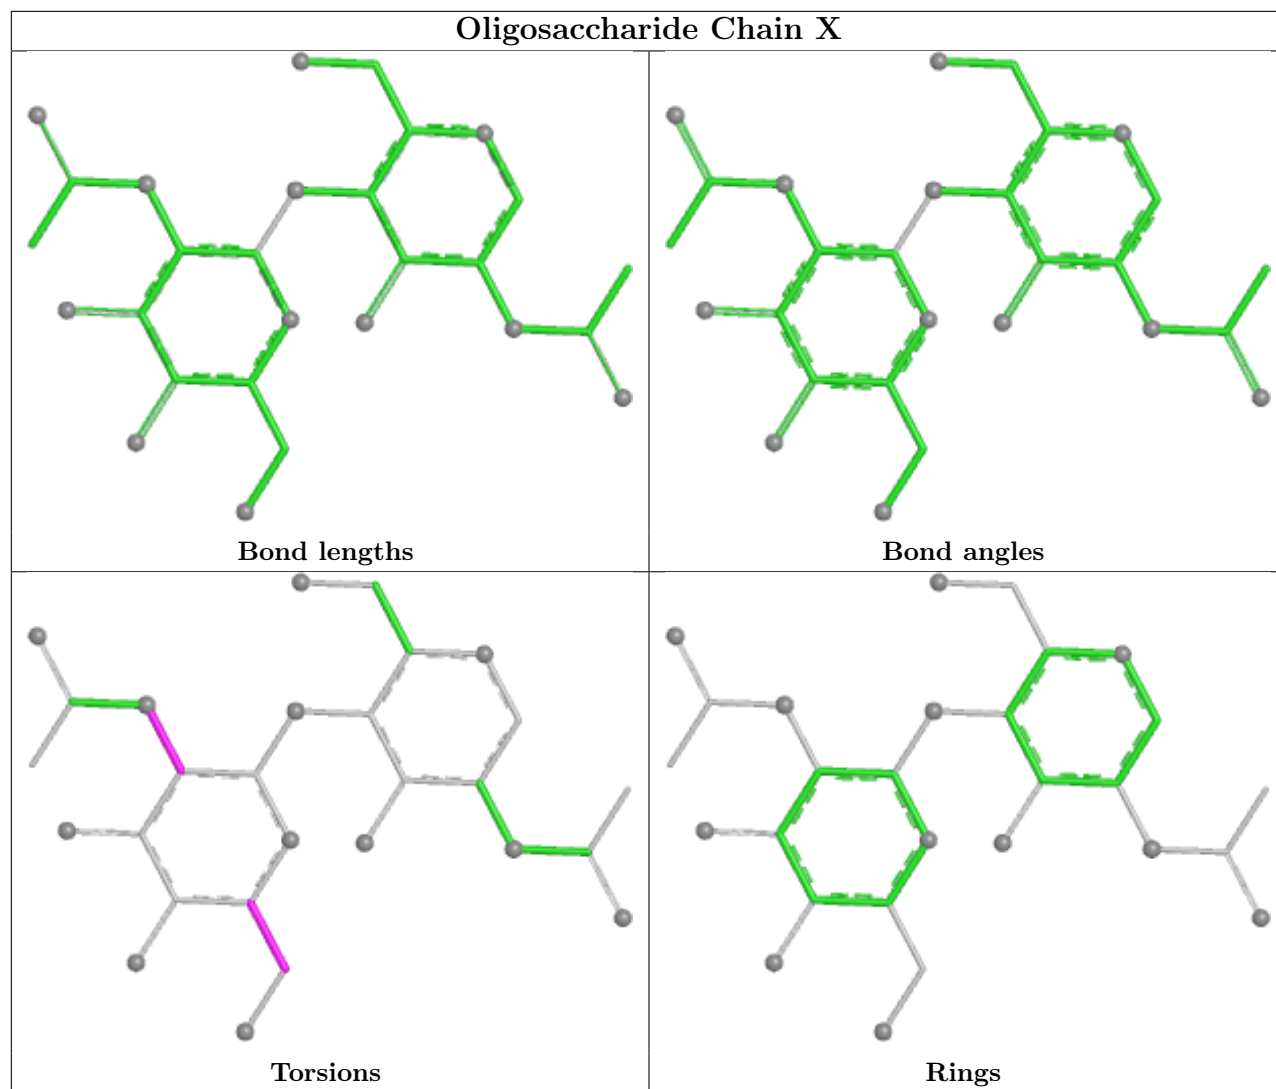 Oligosaccharide Chain X
Bond lengths
Bond angles
Torsions
Rings